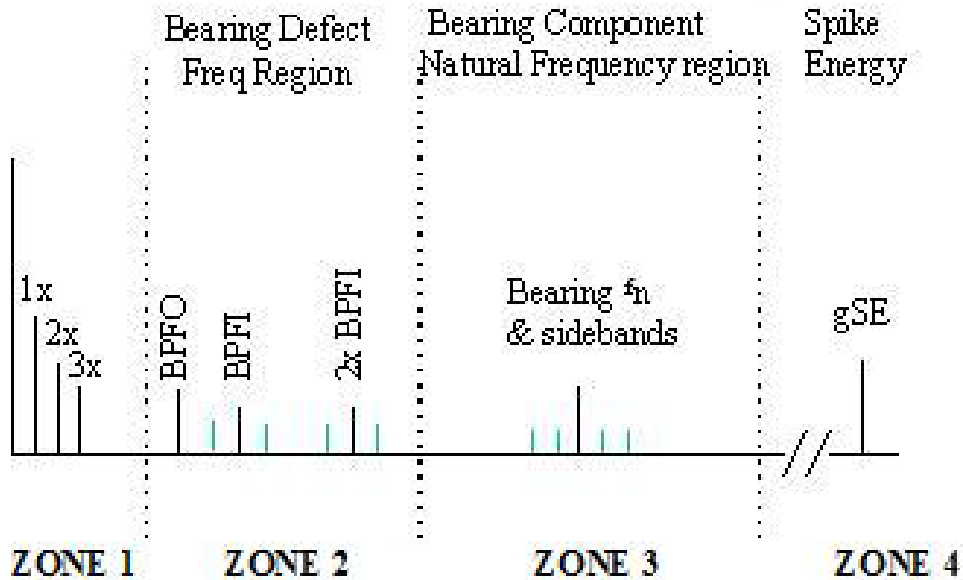 Bearing Defect
Freq Region
Bearing Component
Natural Frequency region
Spike
Energy
1x
2x
3x
BPFO
BPFI
2x BPFI
Bearing fn
& sidebands
gSE
ZONE 1
ZONE 2
ZONE 3
ZONE 4